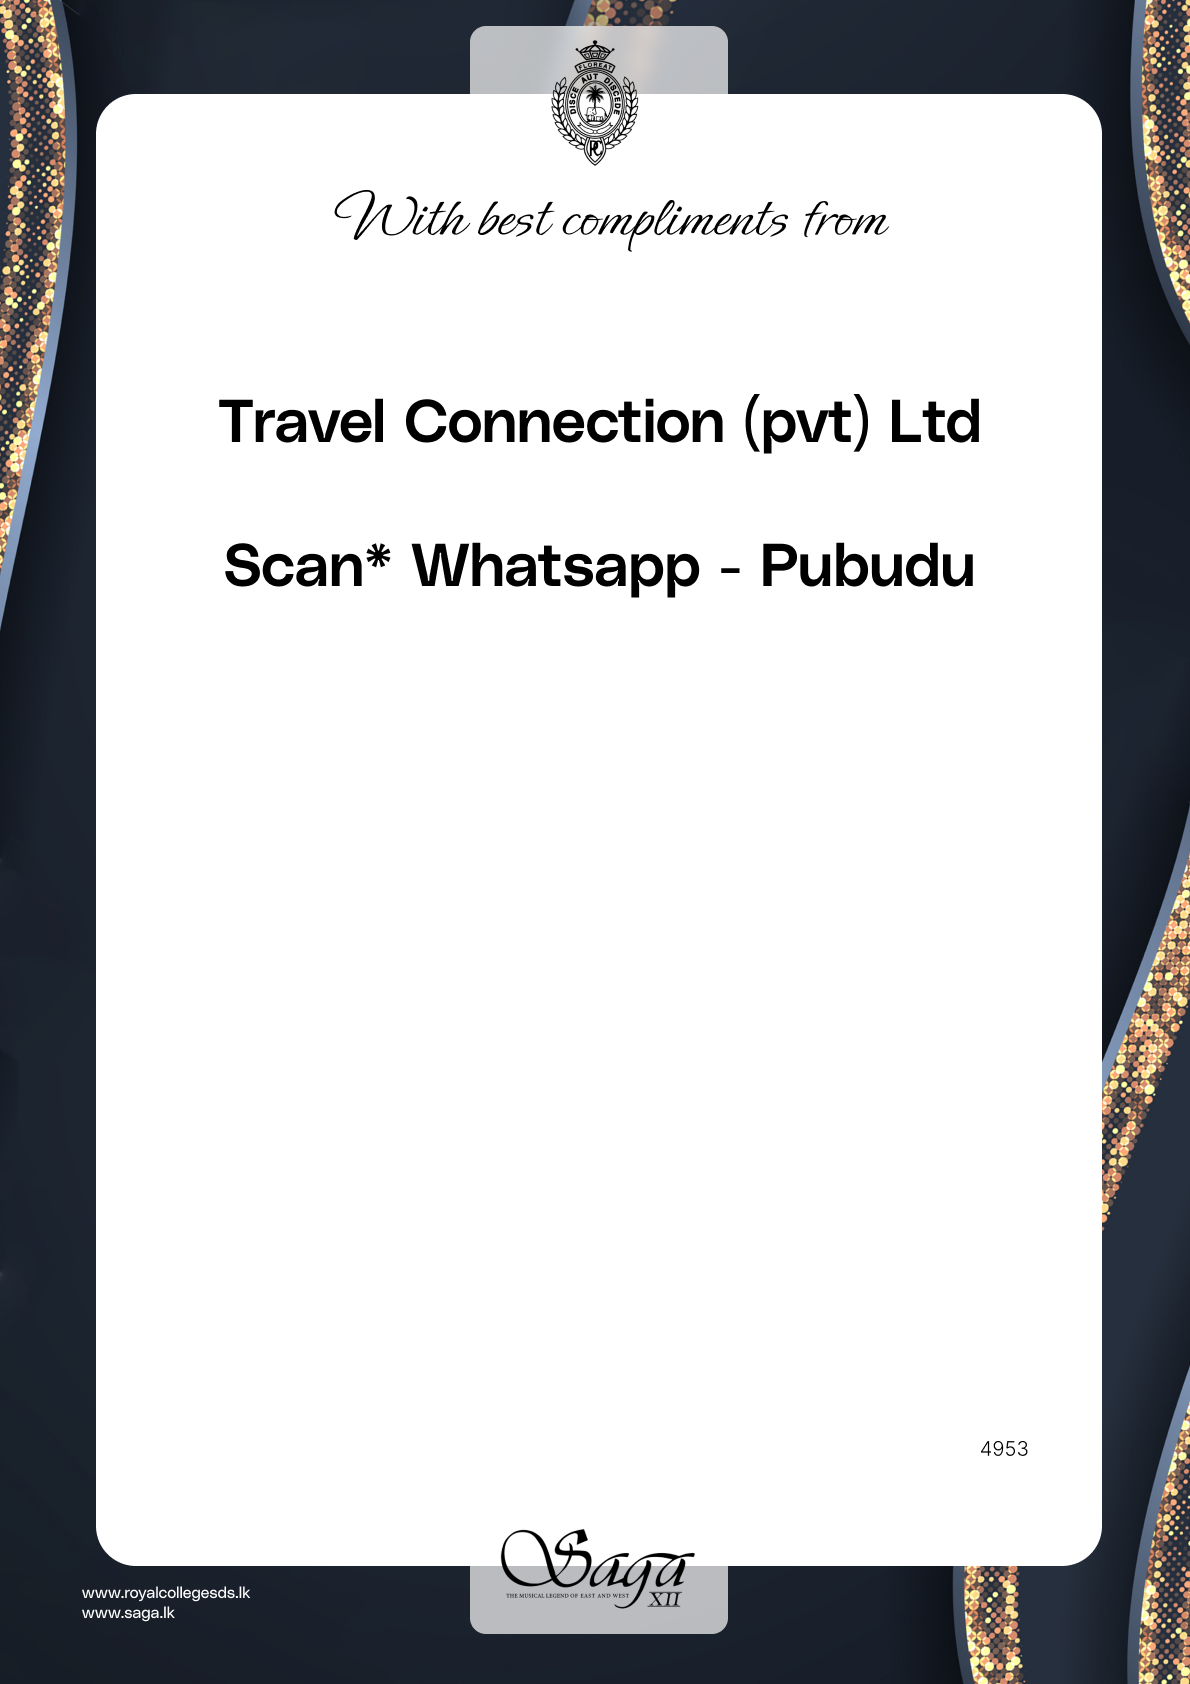 FLOREAT
DISCE AUT DISCEDE
RC
With best compliments from
Travel Connection (pvt) Ltd
Scan* Whatsapp - Pubudu
4953
Saga
THE MUSICAL LEGEND OF EAST AND WEST
XII
www.royalcollegesds.lk
www.saga.lk